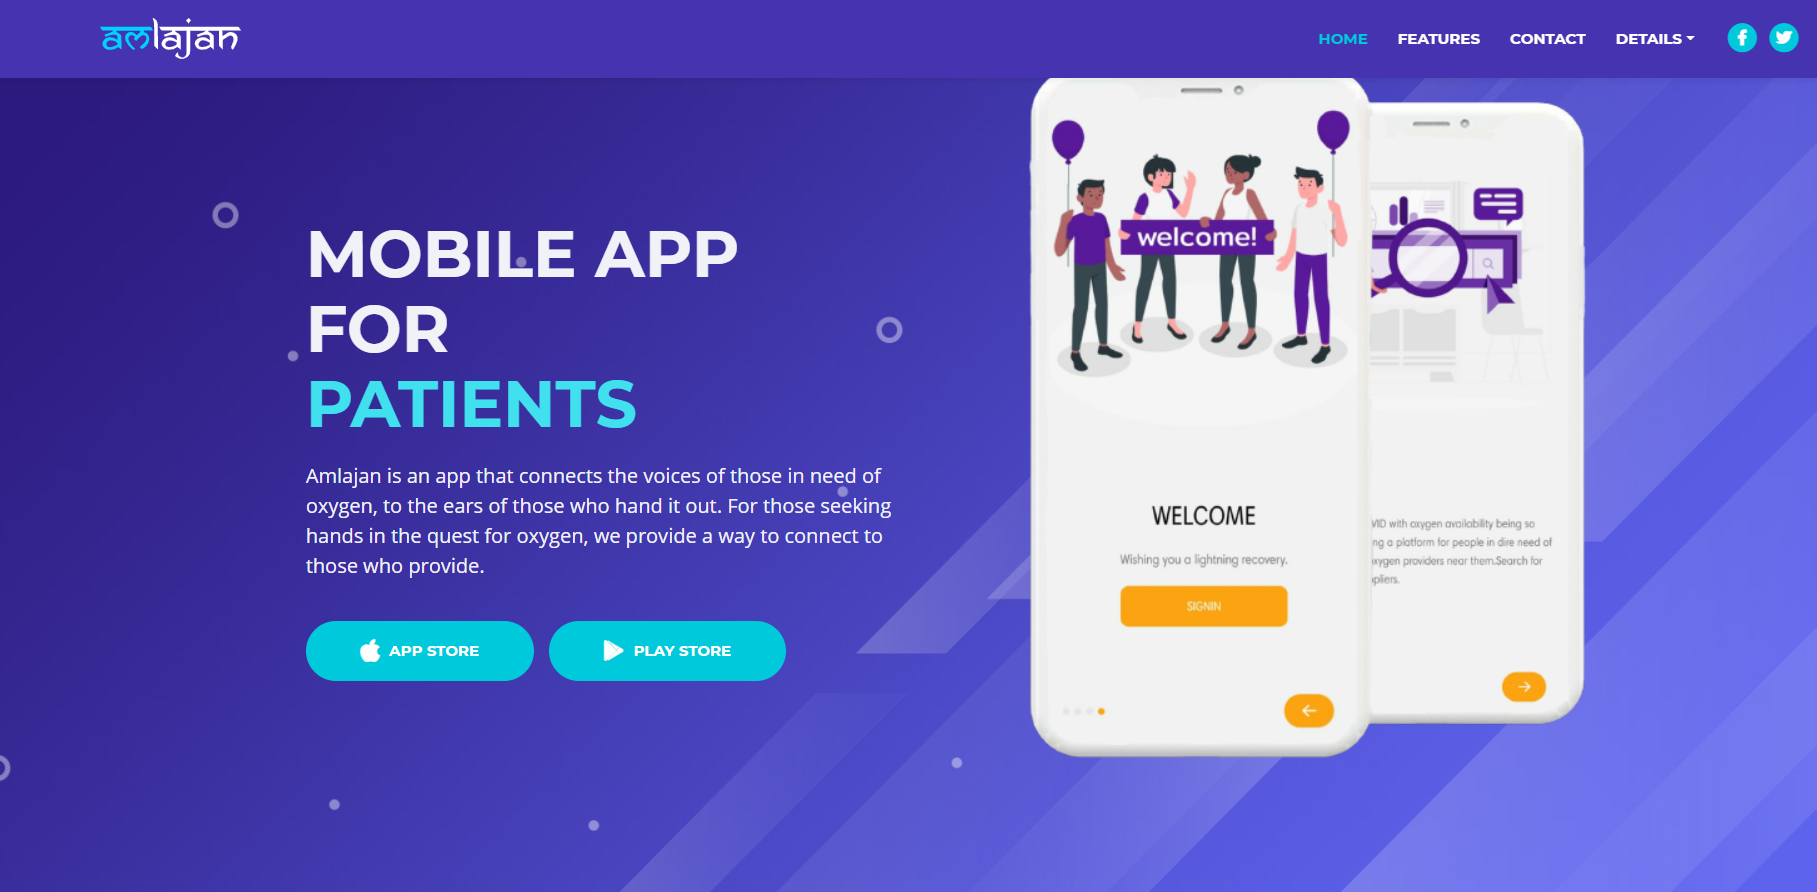 amlajan
HOME FEATURES CONTACT DETAILS
MOBILE APP
FOR
PATIENTS
Amlajan is an app that connects the voices of those in need of
oxygen, to the ears of those who hand it out. For those seeking
hands in the quest for oxygen, we provide a way to connect to
those who provide.
APP STORE PLAY STORE
welcome!
WELCOME
Wishing you a lightning recovery.
SIGNIN
VID with oxygen availability being so
ng a platform for people in dire need of
xygen providers near them.Search for
pliers.